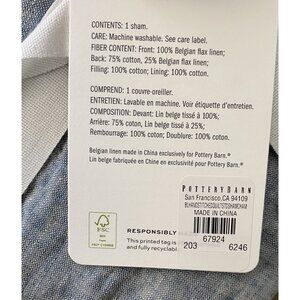 CONTENTS: 1 sham.
CARE: Machine washable. See care label.
FIBER CONTENT: Front: 100% Belgian flax linen;
Back: 75% cotton, 25% Belgian flax linen;
Filling: 100% cotton; Lining: 100% cotton.
COMPREND: 1 couvre-oreiller.
ENTRETIEN: Lavable en machine. Voir étiquette d'entretien.
COMPOSITION: Devant: Lin belge tissé à 100%;
Arrière: 75% coton, Lin belge tissé à 25%;
Rembourrage: 100% coton; Doublure: 100% coton.
Belgian linen made in China exclusively for Pottery Barn.®
Lin belge fabriquée en China pour Pottery Barn.®
POTTERY BARN
San Francisco,CA 94109
MADE IN CHINA
FSC
RESPONSIBLY
This printed tag is
and fully recyclable
67924
203
6246